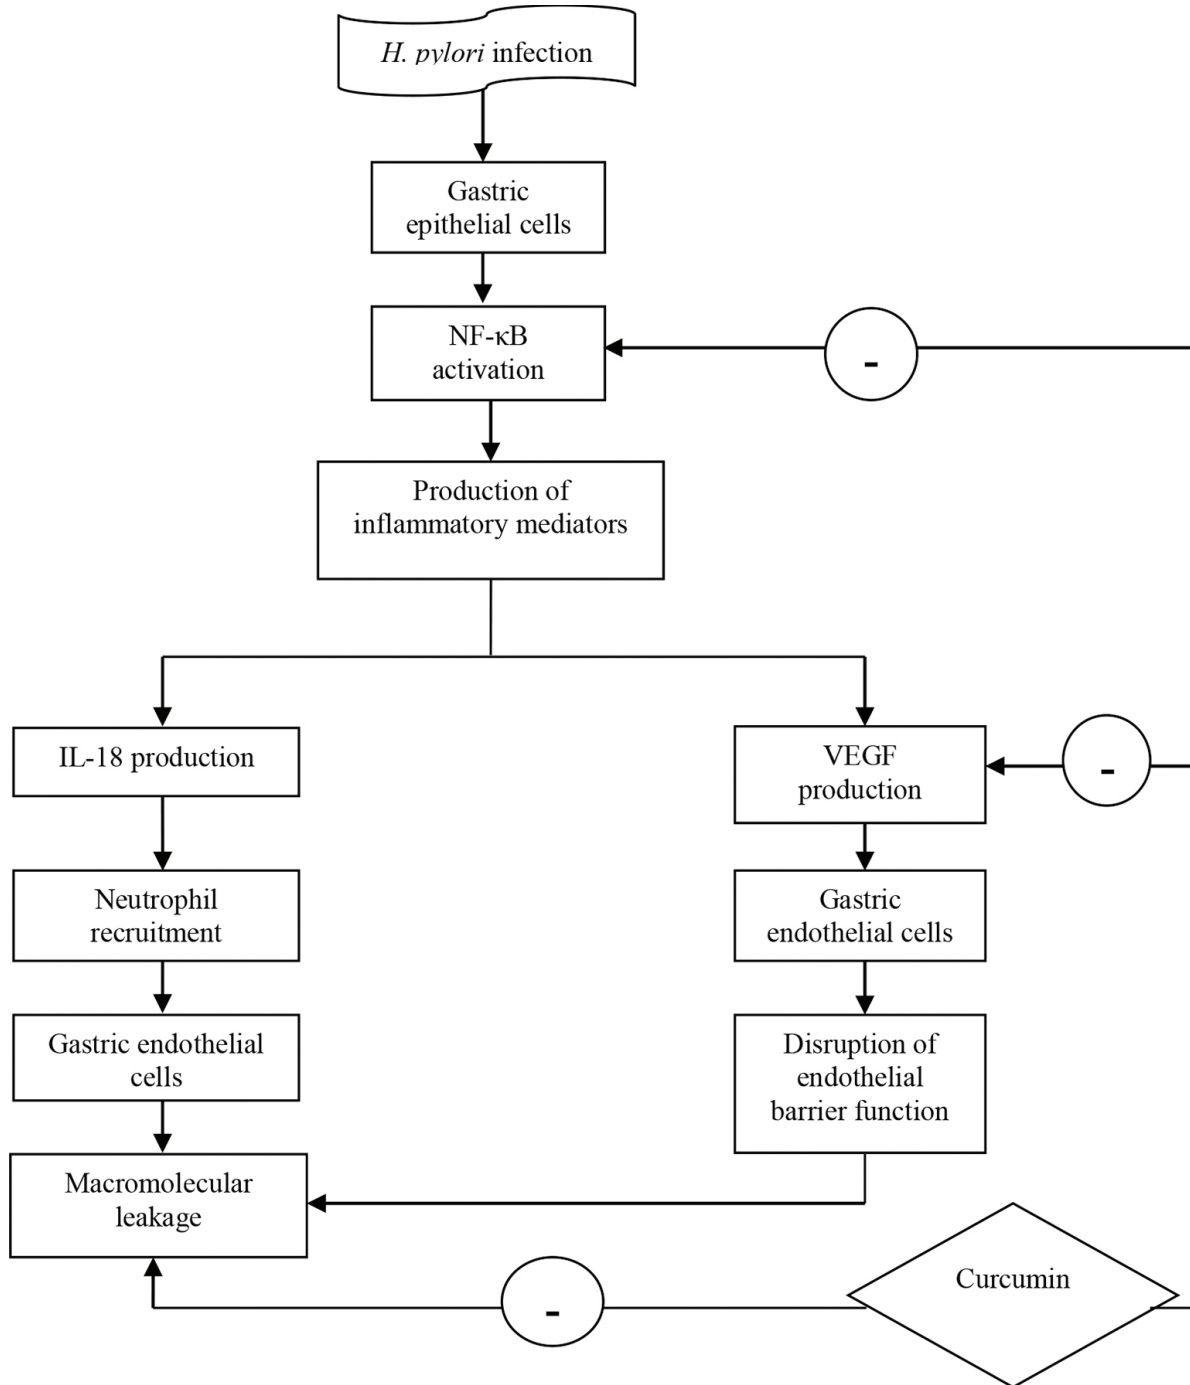 H. pylori infection
Gastric
epithelial cells
NF-κB
activation
-
Production of
inflammatory mediators
IL-18 production
VEGF
production
-
Neutrophil
recruitment
Gastric
endothelial cells
Gastric endothelial
cells
Disruption of
endothelial
barrier function
Macromolecular
leakage
Curcumin
-